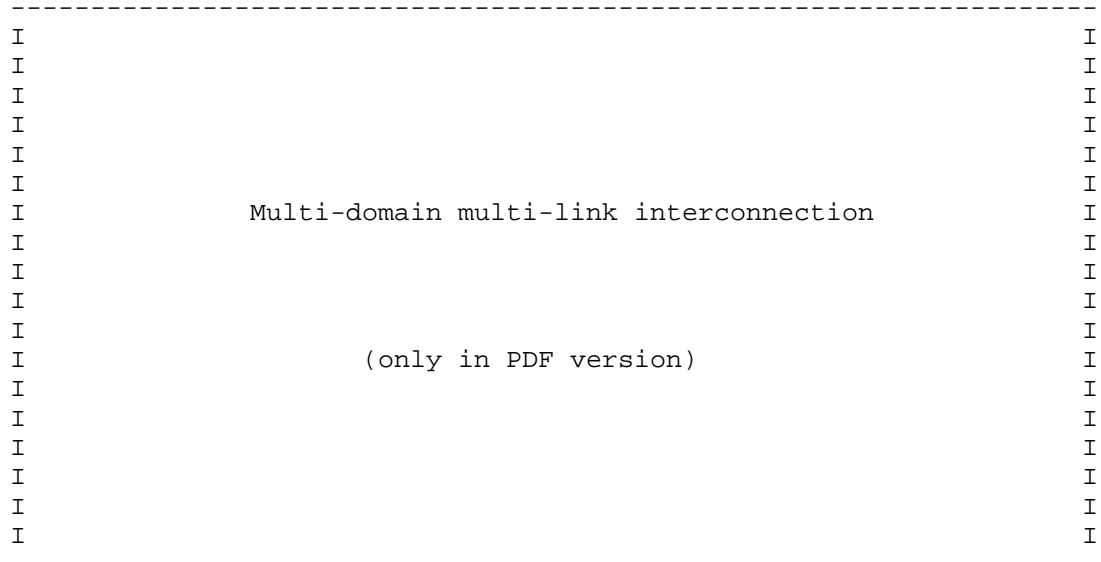 --------------------------------------------------------------------
I I
I I
I I
I I
I I
I I
I Multi-domain multi-link interconnection I
I I
I I
I I
I I
I (only in PDF version) I
I I
I I
I I
I I
I I
I I